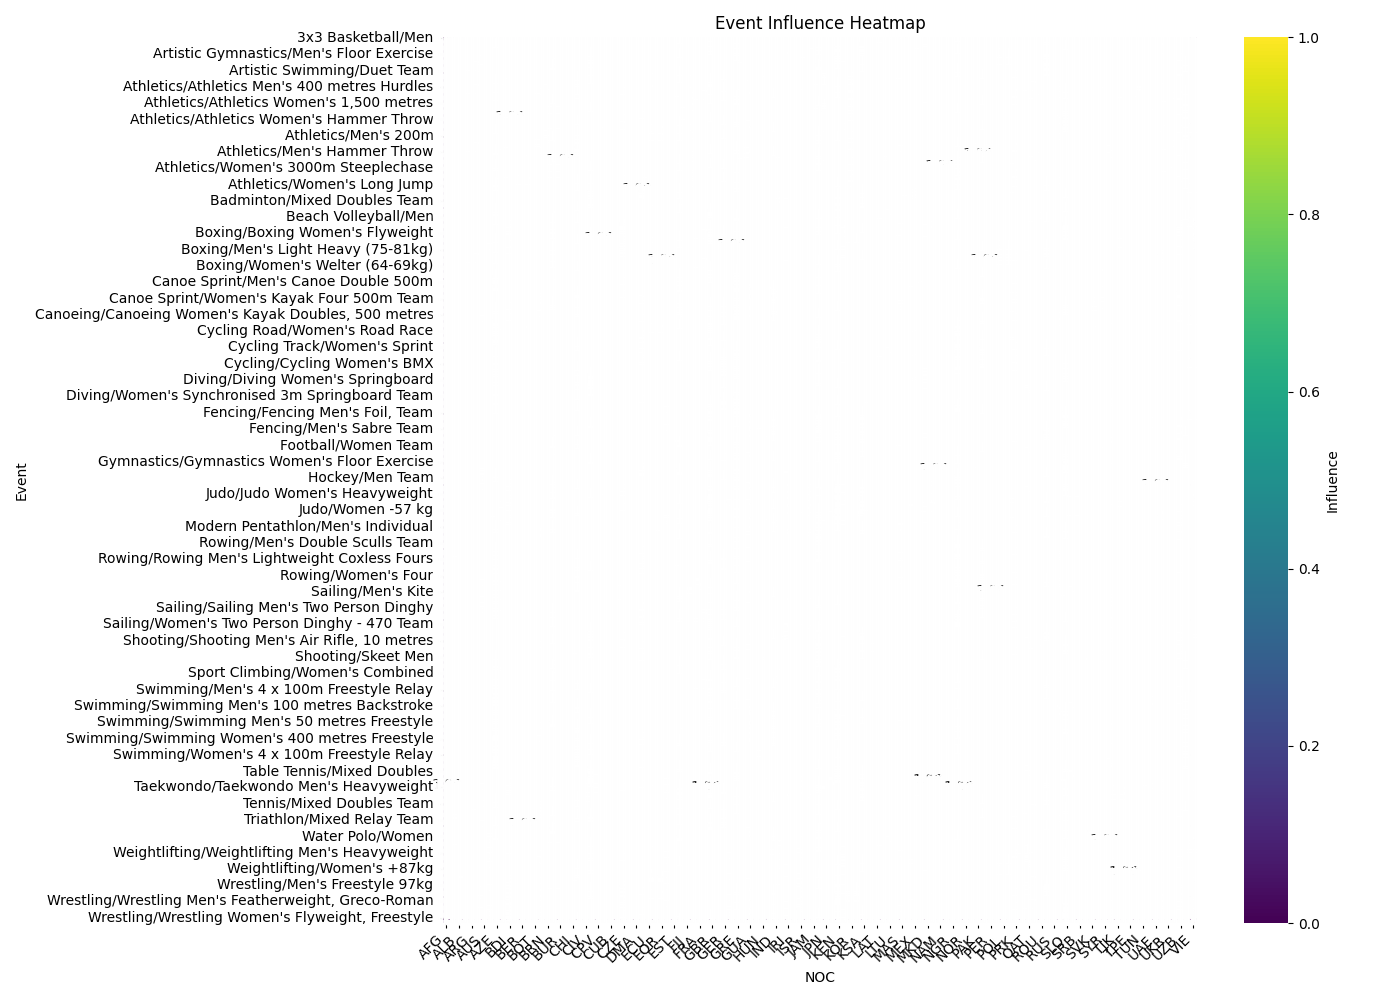 Event Influence Heatmap
3x3 Basketball/Men
Artistic Gymnastics/Men's Floor Exercise
Artistic Swimming/Duet Team
Athletics/Athletics Men's 400 metres Hurdles
Athletics/Athletics Women's 1,500 metres
Athletics/Athletics Women's Hammer Throw
Athletics/Men's 200m
Athletics/Men's Hammer Throw
Athletics/Women's 3000m Steeplechase
Athletics/Women's Long Jump
Badminton/Mixed Doubles Team
Beach Volleyball/Men
Boxing/Boxing Women's Flyweight
Boxing/Men's Light Heavy (75-81kg)
Boxing/Women's Welter (64-69kg)
Canoe Sprint/Men's Canoe Double 500m
Canoe Sprint/Women's Kayak Four 500m Team
Canoeing/Canoeing Women's Kayak Doubles, 500 metres
Cycling Road/Women's Road Race
Cycling Track/Women's Sprint
Cycling/Cycling Women's BMX
Diving/Diving Women's Springboard
Diving/Women's Synchronised 3m Springboard Team
Fencing/Fencing Men's Foil, Team
Fencing/Men's Sabre Team
Football/Women Team
Gymnastics/Gymnastics Women's Floor Exercise
Hockey/Men Team
Judo/Judo Women's Heavyweight
Judo/Women -57 kg
Modern Pentathlon/Men's Individual
Rowing/Men's Double Sculls Team
Rowing/Rowing Men's Lightweight Coxless Fours
Rowing/Women's Four
Sailing/Men's Kite
Sailing/Sailing Men's Two Person Dinghy
Sailing/Women's Two Person Dinghy - 470 Team
Shooting/Shooting Men's Air Rifle, 10 metres
Shooting/Skeet Men
Sport Climbing/Women's Combined
Swimming/Men's 4 x 100m Freestyle Relay
Swimming/Swimming Men's 100 metres Backstroke
Swimming/Swimming Men's 50 metres Freestyle
Swimming/Swimming Women's 400 metres Freestyle
Swimming/Women's 4 x 100m Freestyle Relay
Table Tennis/Mixed Doubles
Taekwondo/Taekwondo Men's Heavyweight
Tennis/Mixed Doubles Team
Triathlon/Mixed Relay Team
Water Polo/Women
Weightlifting/Weightlifting Men's Heavyweight
Weightlifting/Women's +87kg
Wrestling/Men's Freestyle 97kg
Wrestling/Wrestling Men's Featherweight, Greco-Roman
Wrestling/Wrestling Women's Flyweight, Freestyle
Event
AFG
ALB
ARG
AUS
AZE
BDI
BER
BOT
BRN
BUR
CHI
CIV
CPV
CUB
CZE
DMA
ECU
EOR
EST
FIJ
FRA
GBR
GER
GRE
GUA
HUN
IND
IRI
ISR
JAM
JPN
KEN
KOR
KSA
LAT
LTU
MAS
MEX
MLD
NAM
NGR
NOR
PAK
PER
POL
PRK
QAT
ROU
RUS
SLO
SRB
SVK
SYR
TJK
TPE
TUN
UAE
UKR
UZB
VIE
NOC
1.0
0.8
0.6
0.4
0.2
0.0
Influence